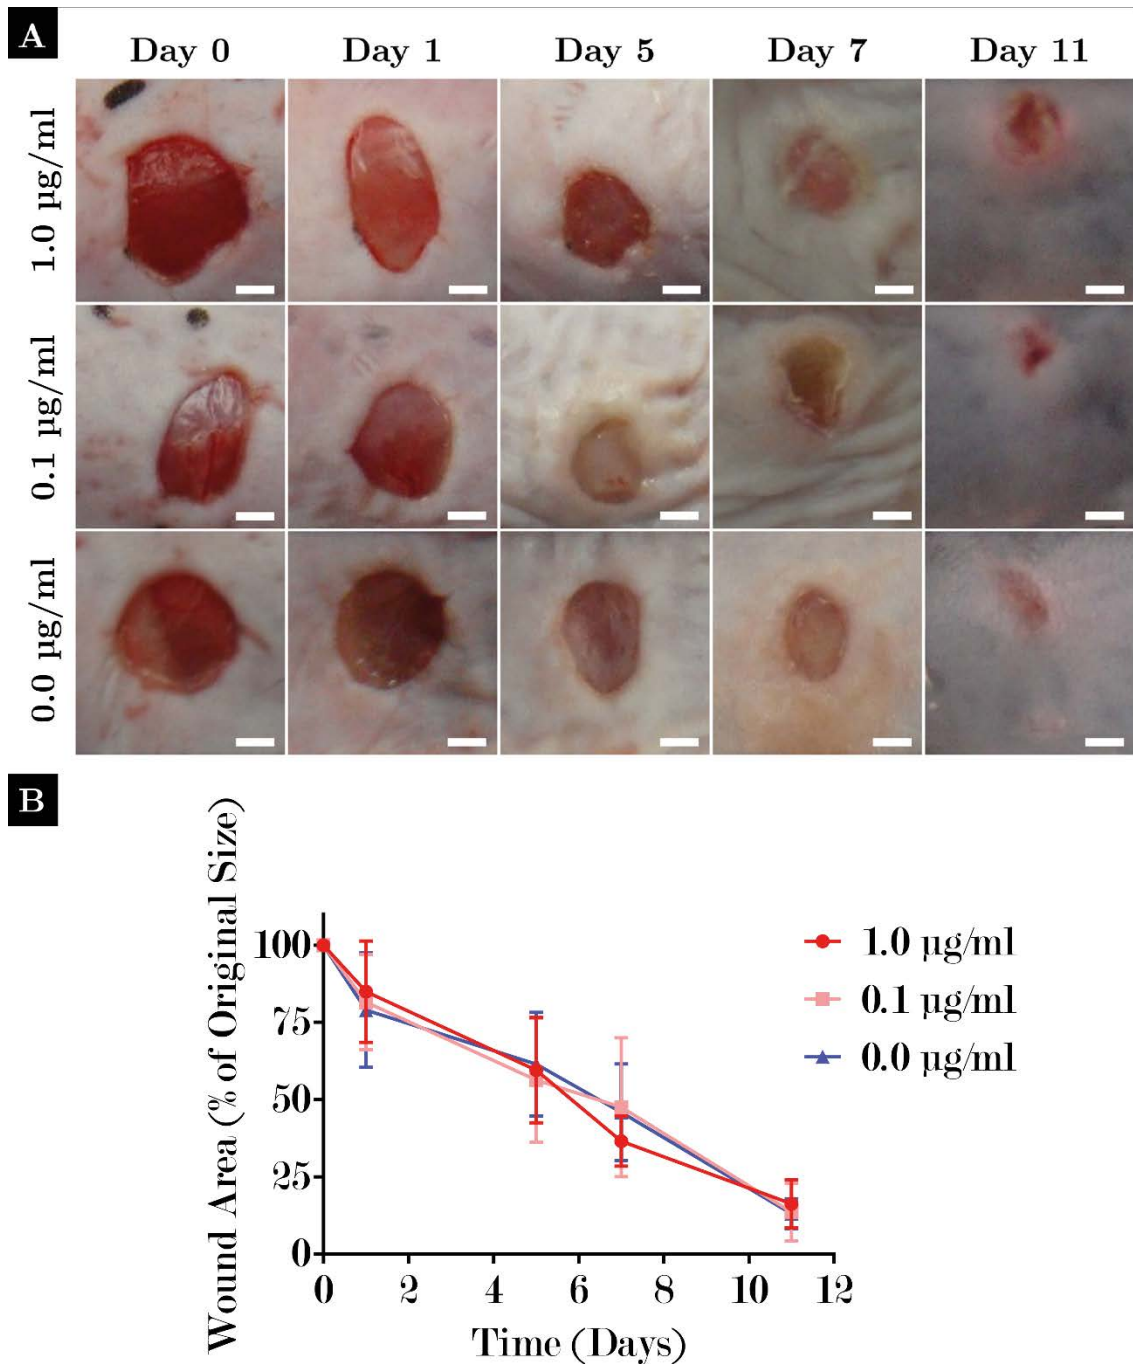 A
Day 0 Day 1 Day 5 Day 7 Day 11
1.0 µg/ml
0.1 µg/ml
0.0 µg/ml
B
Wound Area (% of Original Size)
100
75
50
25
0
0 2 4 6 8 10 12
Time (Days)
1.0 µg/ml
0.1 µg/ml
0.0 µg/ml